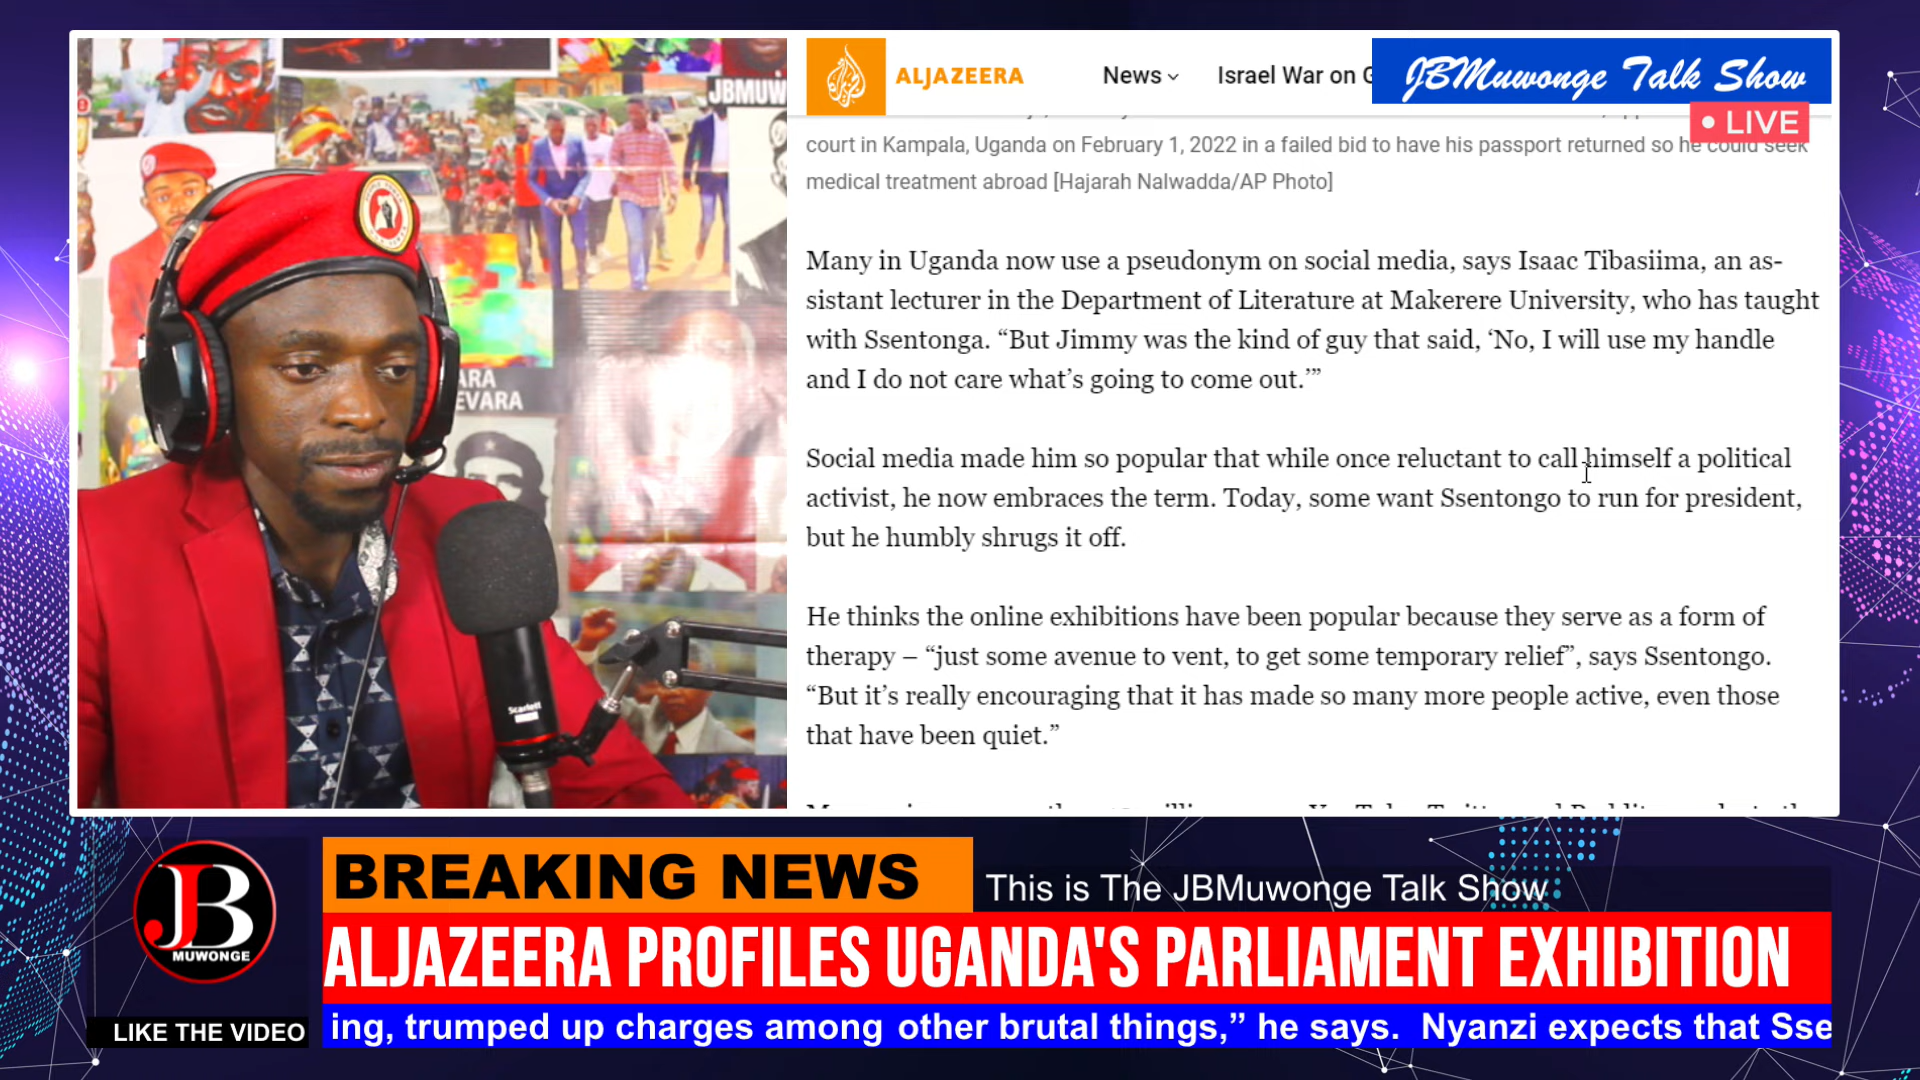 JBMUW
ARA
EVARA
Scarlett
ALJAZEERA
News
Israel War on G
JBMuwonge Talk Show
LIVE
court in Kampala, Uganda on February 1, 2022 in a failed bid to have his passport returned so he could seek
medical treatment abroad [Hajarah Nalwadda/AP Photo]
Many in Uganda now use a pseudonym on social media, says Isaac Tibasiima, an as-
sistant lecturer in the Department of Literature at Makerere University, who has taught
with Ssentonga. “But Jimmy was the kind of guy that said, ‘No, I will use my handle
and I do not care what’s going to come out.’”
Social media made him so popular that while once reluctant to call himself a political
activist, he now embraces the term. Today, some want Ssentongo to run for president,
but he humbly shrugs it off.
He thinks the online exhibitions have been popular because they serve as a form of
therapy – “just some avenue to vent, to get some temporary relief”, says Ssentongo.
“But it’s really encouraging that it has made so many more people active, even those
that have been quiet.”
JB
MUWONGE
BREAKING NEWS
This is The JBMuwonge Talk Show
ALJAZEERA PROFILES UGANDA'S PARLIAMENT EXHIBITION
LIKE THE VIDEO
ing, trumped up charges among other brutal things,” he says. Nyanzi expects that Sse